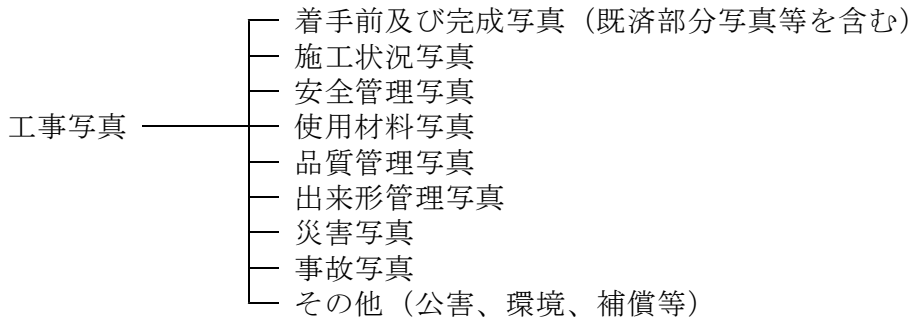 着手前及び完成写真（既済部分写真等を含む）
施工状況写真
安全管理写真
工事写真
使用材料写真
品質管理写真
出来形管理写真
災害写真
事故写真
その他（公害、環境、補償等）